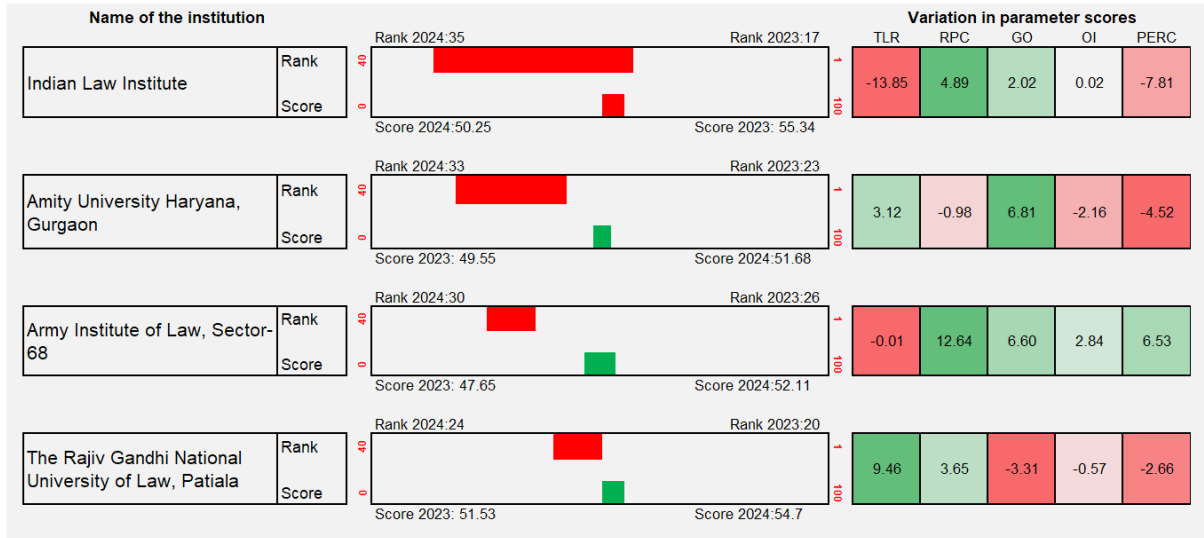 Name of the institution
Variation in parameter scores
TLR RPC GO OI PERC
Rank 2024:35 Rank 2023:17
Indian Law Institute
Rank
Score
40
0
1
100
-13.85 4.89 2.02 0.02 -7.81
Score 2024:50.25 Score 2023: 55.34
Rank 2024:33 Rank 2023:23
Amity University Haryana,
Gurgaon
Rank
Score
40
0
1
100
3.12 -0.98 6.81 -2.16 -4.52
Score 2023: 49.55 Score 2024:51.68
Rank 2024:30 Rank 2023:26
Army Institute of Law, Sector-
68
Rank
Score
40
0
1
100
-0.01 12.64 6.60 2.84 6.53
Score 2023: 47.65 Score 2024:52.11
Rank 2024:24 Rank 2023:20
The Rajiv Gandhi National
University of Law, Patiala
Rank
Score
40
0
1
100
9.46 3.65 -3.31 -0.57 -2.66
Score 2023: 51.53 Score 2024:54.7